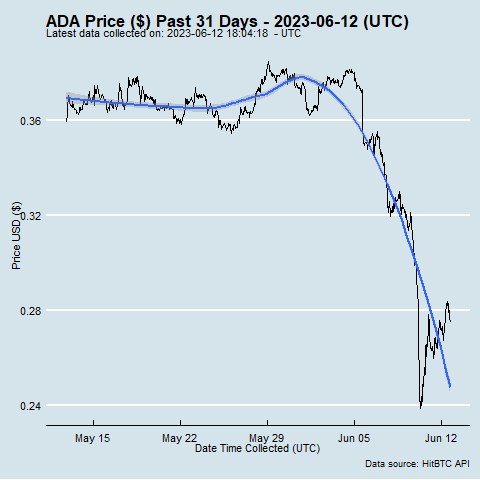 ADA Price ($) Past 31 Days - 2023-06-12 (UTC)
Latest data collected on: 2023-06-12 18:04:18 - UTC
Price USD ($)
0.36
0.32
0.28
0.24
May 15 May 22 May 29 Jun 05 Jun 12
Date Time Collected (UTC)
Data source: HitBTC API